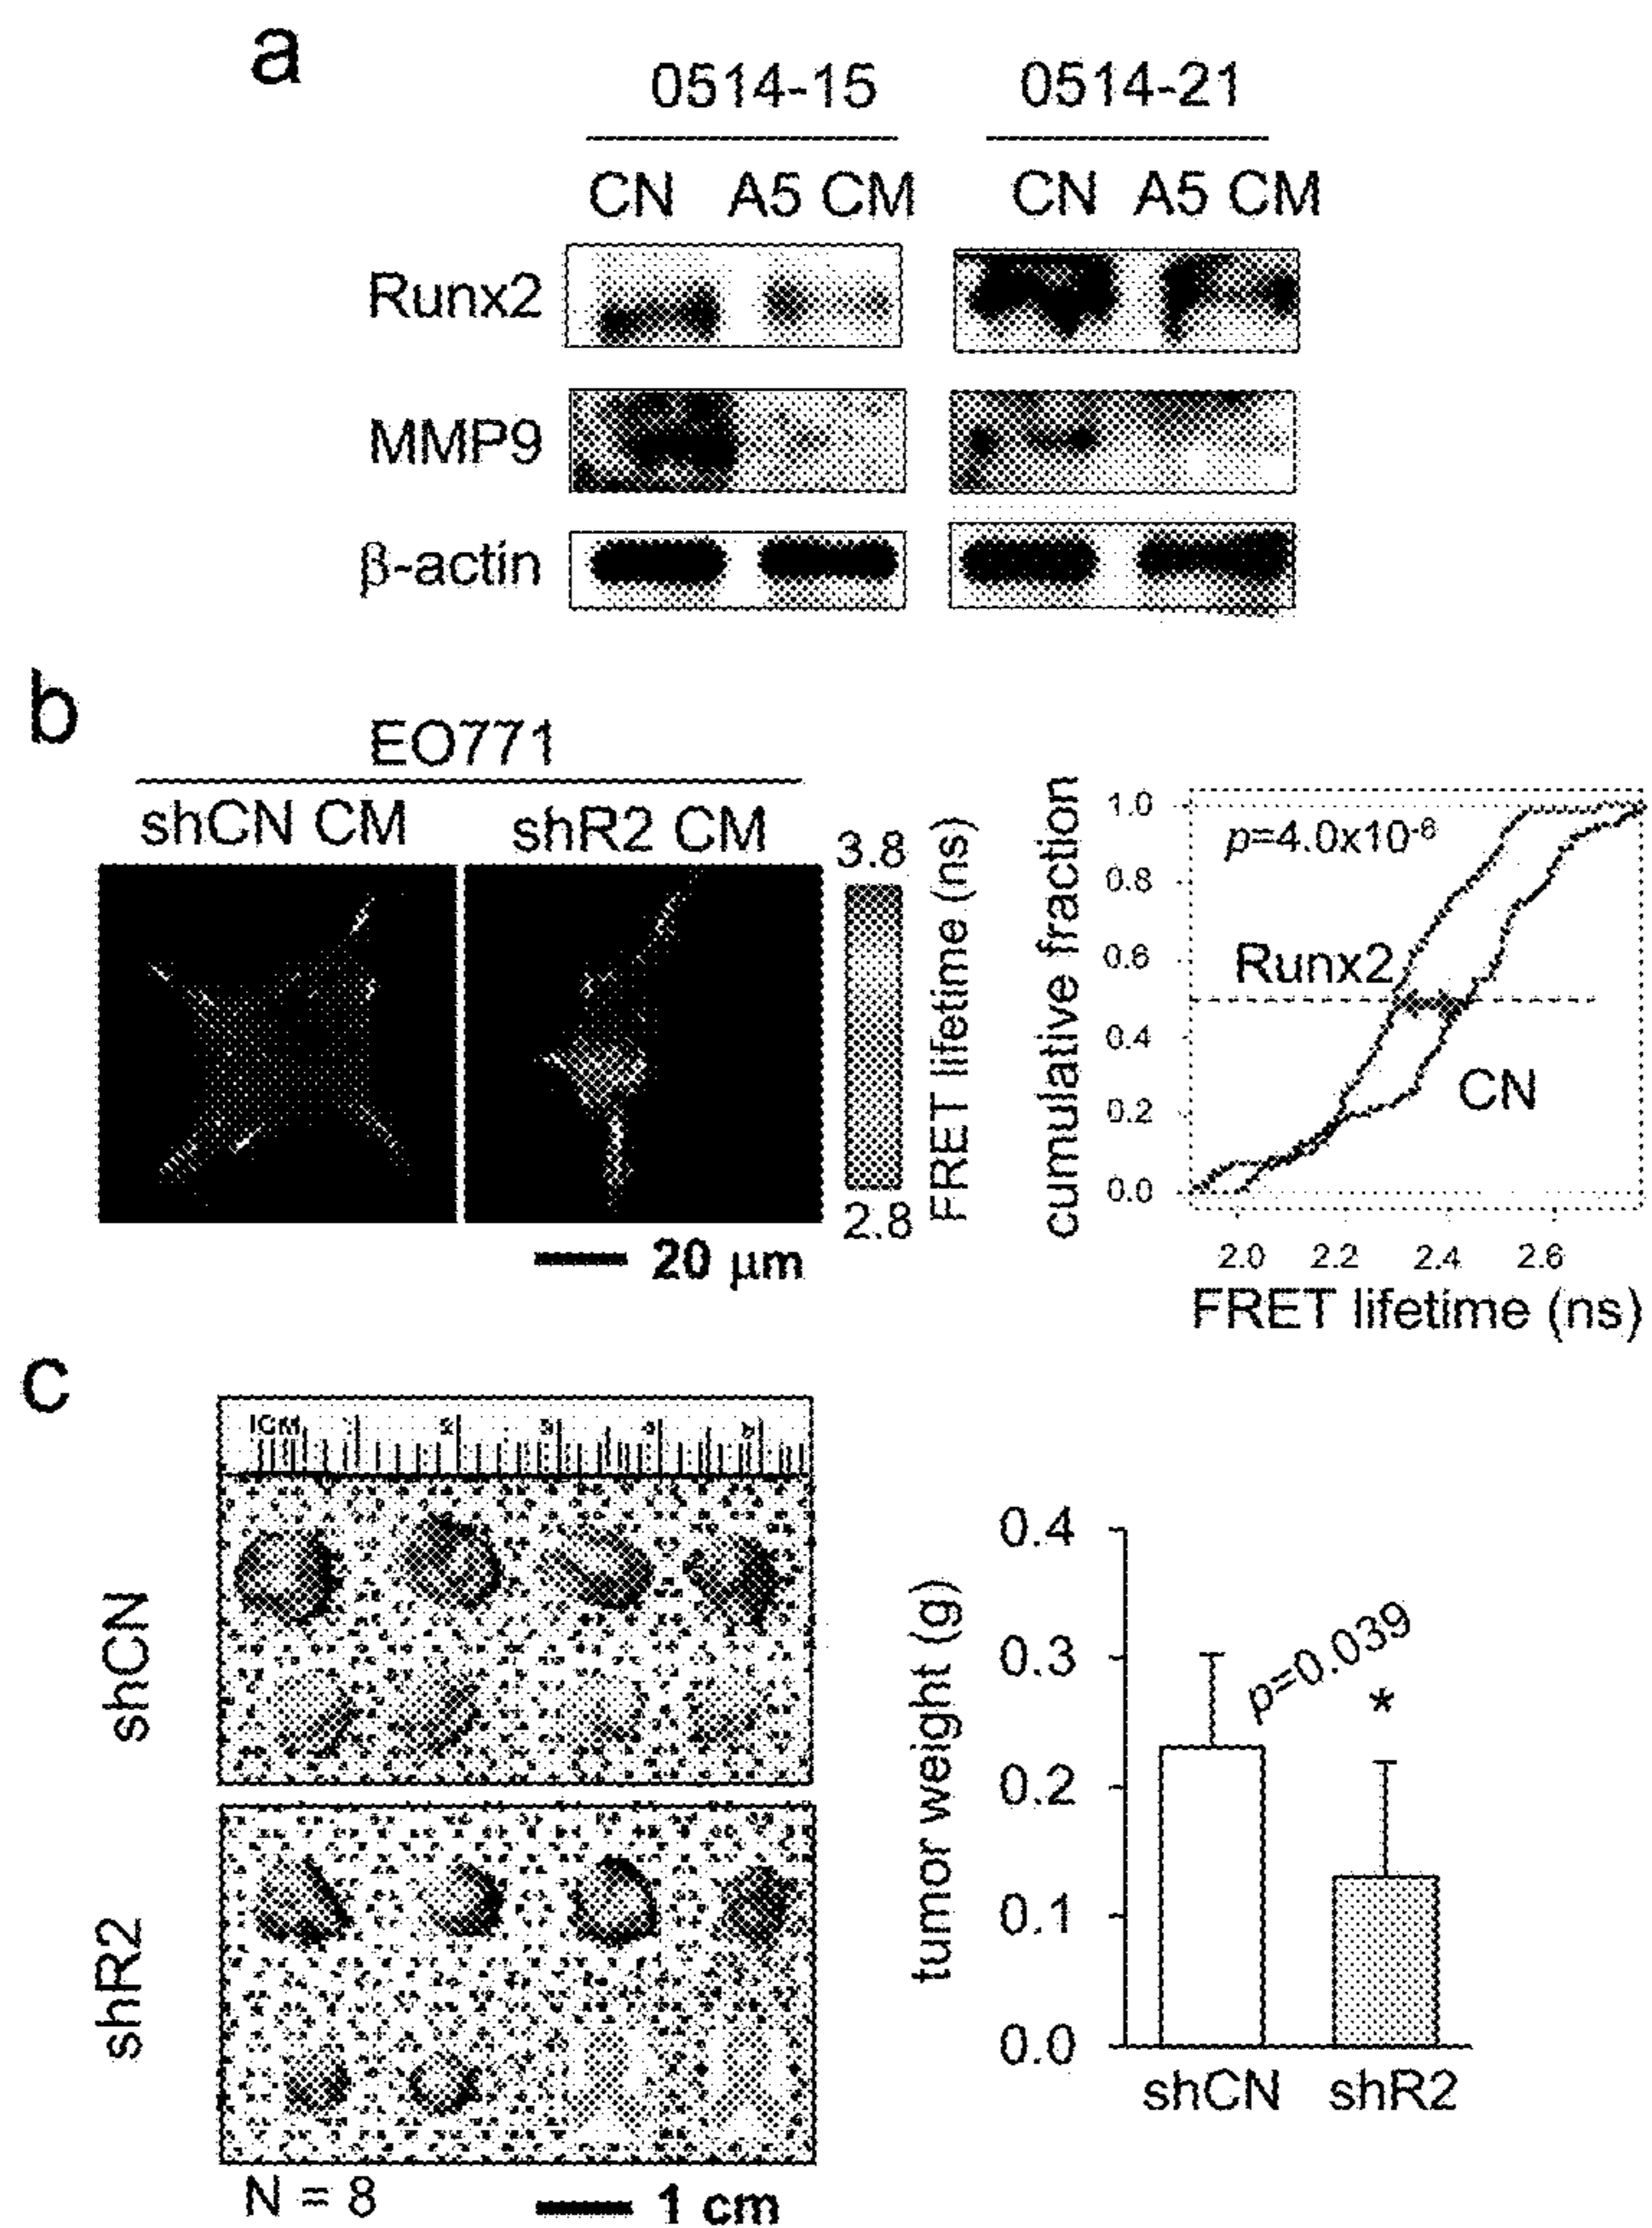 a
0514-15 0514-21
CN A5 CM CN A5 CM
Runx2
MMP9
β-actin
b
EO771
shCN CM shR2 CM
3.8
2.8
FRET lifetime (ns)
20 μm
cumulative fraction
1.0
0.8
0.6
0.4
0.2
0.0
p=4.0x10⁻⁶
Runx2
CN
2.0 2.2 2.4 2.6
FRET lifetime (ns)
c
CM
shCN
shR2
N = 8
1 cm
tumor weight (g)
0.4
0.3
0.2
0.1
0.0
p=0.039
*
shCN shR2